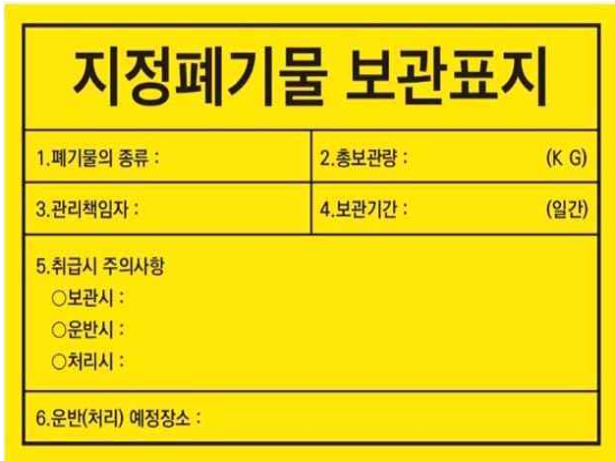 지정폐기물 보관표지
1.폐기물의 종류 :
2.총보관량 : (K G)
3.관리책임자 :
4.보관기간 : (일간)
5.취급시 주의사항
○보관시 :
○운반시 :
○처리시 :
6.운반(처리) 예정장소 :